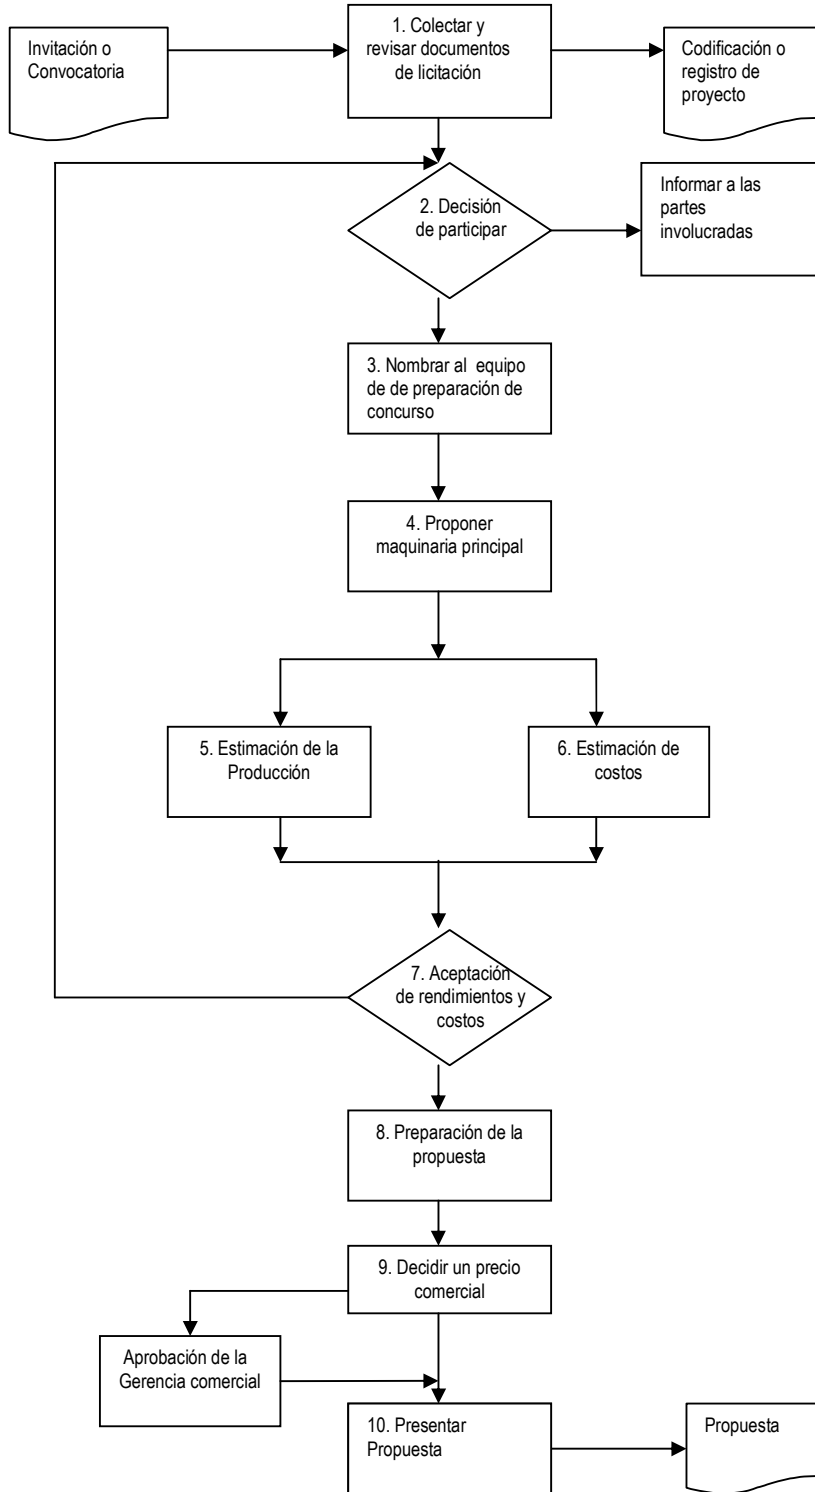 Invitación o
Convocatoria
1. Colectar y
revisar documentos
de licitación
Codificación o
registro de
proyecto
2. Decisión
de participar
Informar a las
partes
involucradas
3. Nombrar al equipo
de de preparación de
concurso
4. Proponer
maquinaria principal
5. Estimación de la
Producción
6. Estimación de
costos
7. Aceptación
de rendimientos y
costos
8. Preparación de la
propuesta
9. Decidir un precio
comercial
Aprobación de la
Gerencia comercial
10. Presentar
Propuesta
Propuesta